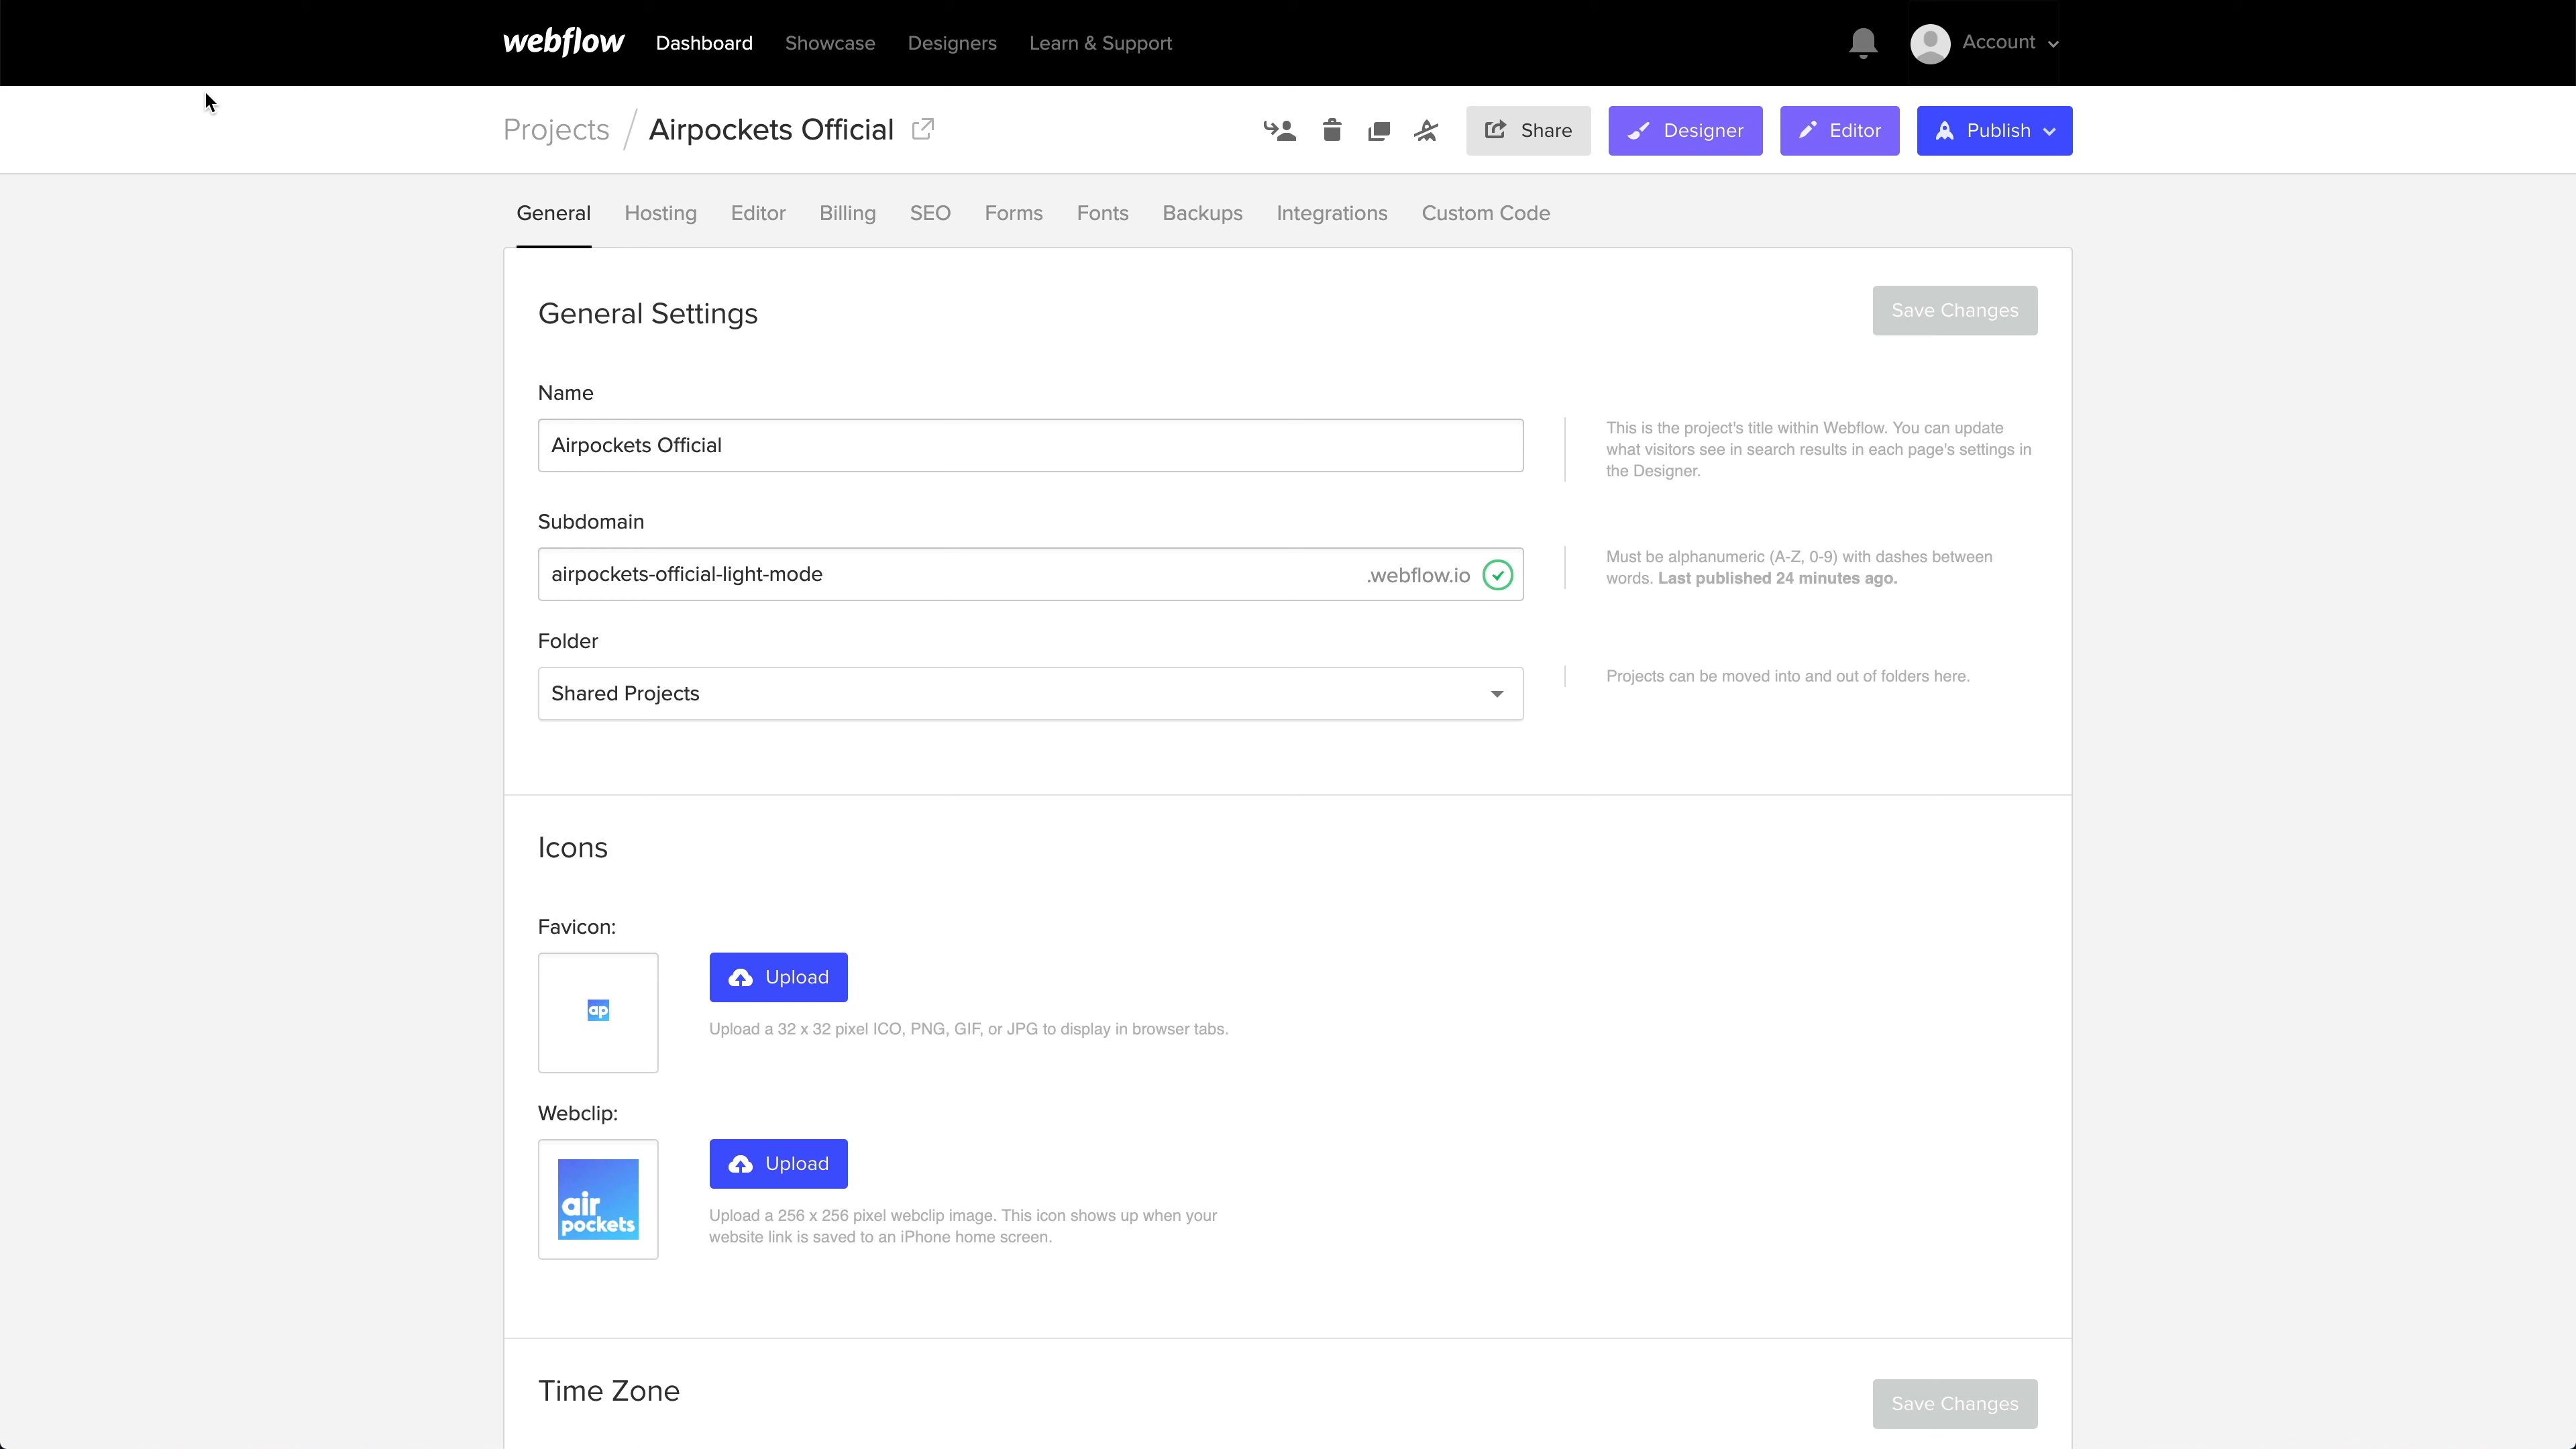 webflow Dashboard Showcase Designers Learn & Support Account
Projects / Airpockets Official Share Designer Editor Publish
General Hosting Editor Billing SEO Forms Fonts Backups Integrations Custom Code
General Settings Save Changes
Name
Airpockets Official
This is the project's title within Webflow. You can update
what visitors see in search results in each page's settings in
the Designer.
Subdomain
airpockets-official-light-mode .webflow.io
Must be alphanumeric (A-Z, 0-9) with dashes between
words. Last published 24 minutes ago.
Folder
Shared Projects
Projects can be moved into and out of folders here.
Icons
Favicon:
ap
Upload
Upload a 32 x 32 pixel ICO, PNG, GIF, or JPG to display in browser tabs.
Webclip:
air
pockets
Upload
Upload a 256 x 256 pixel webclip image. This icon shows up when your
website link is saved to an iPhone home screen.
Time Zone Save Changes